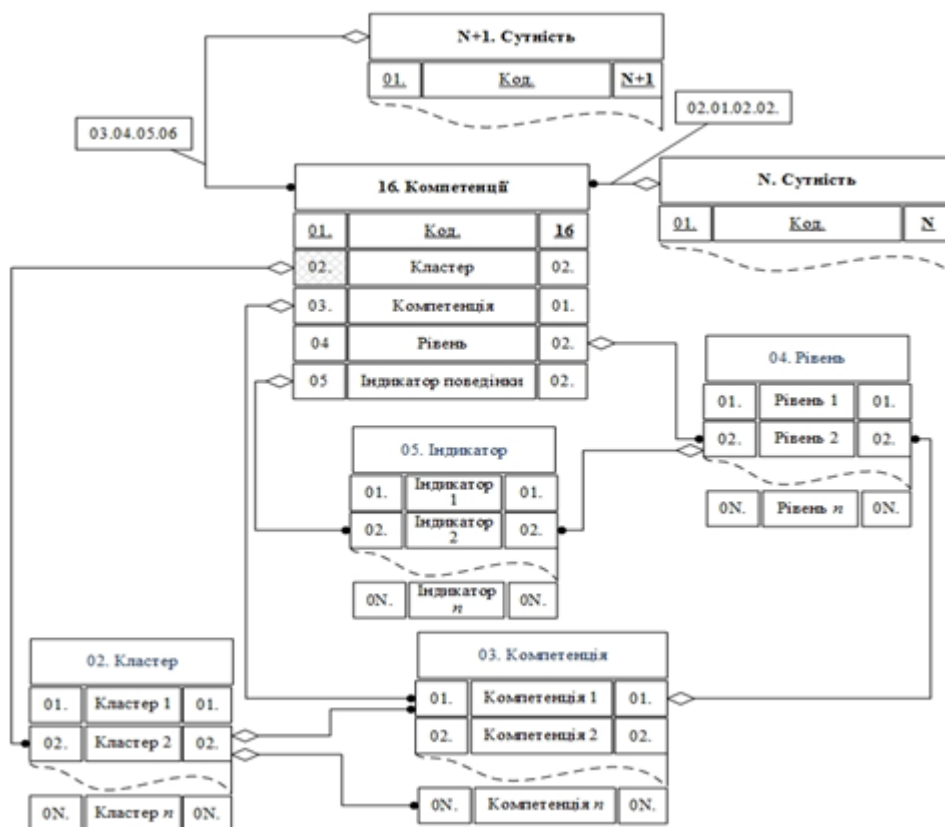 N+1. Сутність
01. Код. N+1
03.04.05.06
02.01.02.02.
16. Компетенції
N. Сутність
01. Код. 16
01. Код. N
02. Кластер 02.
03. Компетенція 01.
04 Рівень 02.
05 Індикатор поведінки 02.
04. Рівень
01. Рівень 1 01.
02. Рівень 2 02.
0N. Рівень n 0N.
05. Індикатор
01. Індикатор 1 01.
02. Індикатор 2 02.
0N. Індикатор n 0N.
02. Кластер
01. Кластер 1 01.
02. Кластер 2 02.
0N. Кластер n 0N.
03. Компетенція
01. Компетенція 1 01.
02. Компетенція 2 02.
0N. Компетенція n 0N.